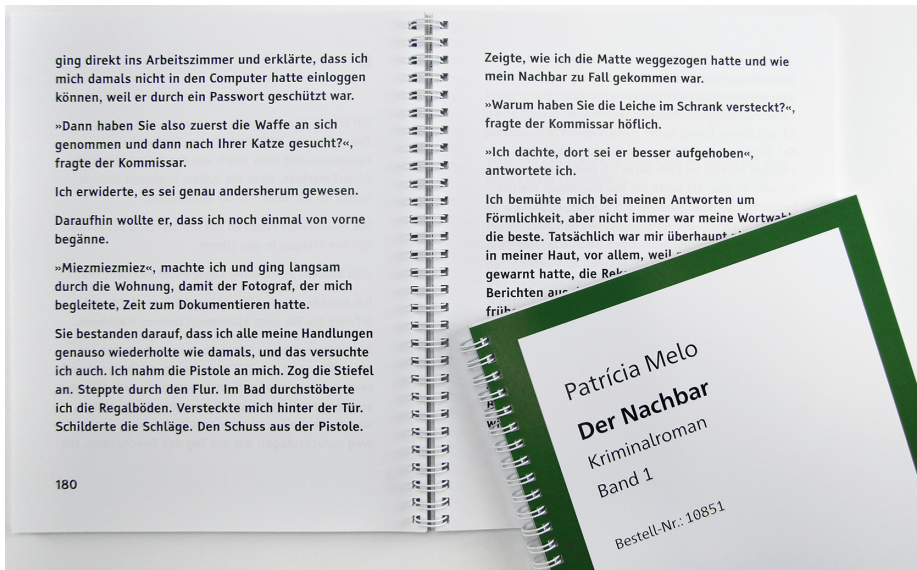 ging direkt ins Arbeitszimmer und erklärte, dass ich
mich damals nicht in den Computer hatte einloggen
können, weil er durch ein Passwort geschützt war.
»Dann haben Sie also zuerst die Waffe an sich
genommen und dann nach Ihrer Katze gesucht?«,
fragte der Kommissar.
Ich erwiderte, es sei genau andersherum gewesen.
Daraufhin wollte er, dass ich noch einmal von vorne
begänne.
»Miezmiezmiez«, machte ich und ging langsam
durch die Wohnung, damit der Fotograf, der mich
begleitete, Zeit zum Dokumentieren hatte.
Sie bestanden darauf, dass ich alle meine Handlungen
genauso wiederholte wie damals, und das versuchte
ich auch. Ich nahm die Pistole an mich. Zog die Stiefel
an. Steppte durch den Flur. Im Bad durchstöberte
ich die Regalböden. Versteckte mich hinter der Tür.
Schilderte die Schläge. Den Schuss aus der Pistole.
180
Zeigte, wie ich die Matte weggezogen hatte und wie
mein Nachbar zu Fall gekommen war.
»Warum haben Sie die Leiche im Schrank versteckt?«,
fragte der Kommissar höflich.
»Ich dachte, dort sei er besser aufgehoben«,
antwortete ich.
Ich bemühte mich bei meinen Antworten um
Förmlichkeit, aber nicht immer war meine
die beste. Tatsächlich war mir überhaupt
in meiner Haut, vor allem, weil
gewarnt hatte, die
Berichten
Patrícia Melo
Der Nachbar
Kriminalroman
Band 1
Bestell-Nr.: 10851